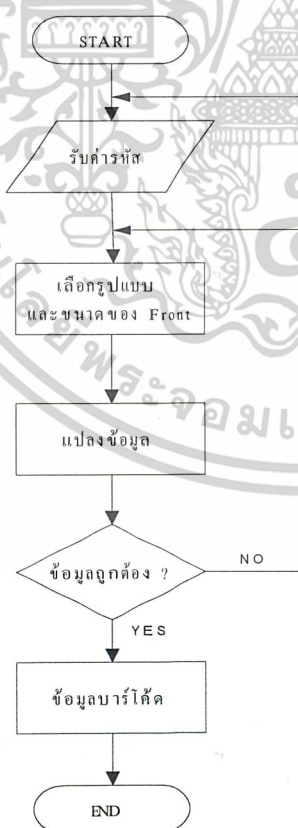 START
รับค่ารหัส
เลือกรูปแบบ
และขนาดของ Front
แปลงข้อมูล
ข้อมูลถูกต้อง ?
NO
YES
ข้อมูลบาร์โค้ด
END